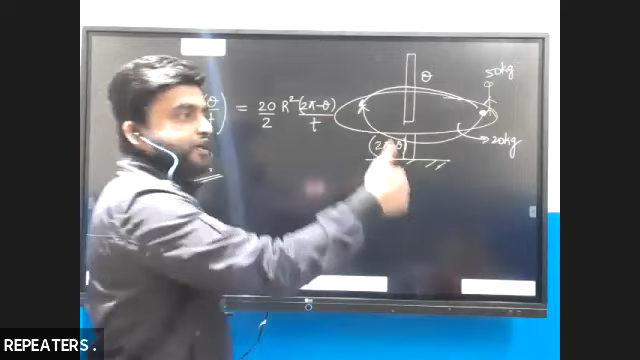 θ/t) = 20/2 R² (2π-θ)/t
θ
50kg
(2π-θ)
20kg
REPEATERS.